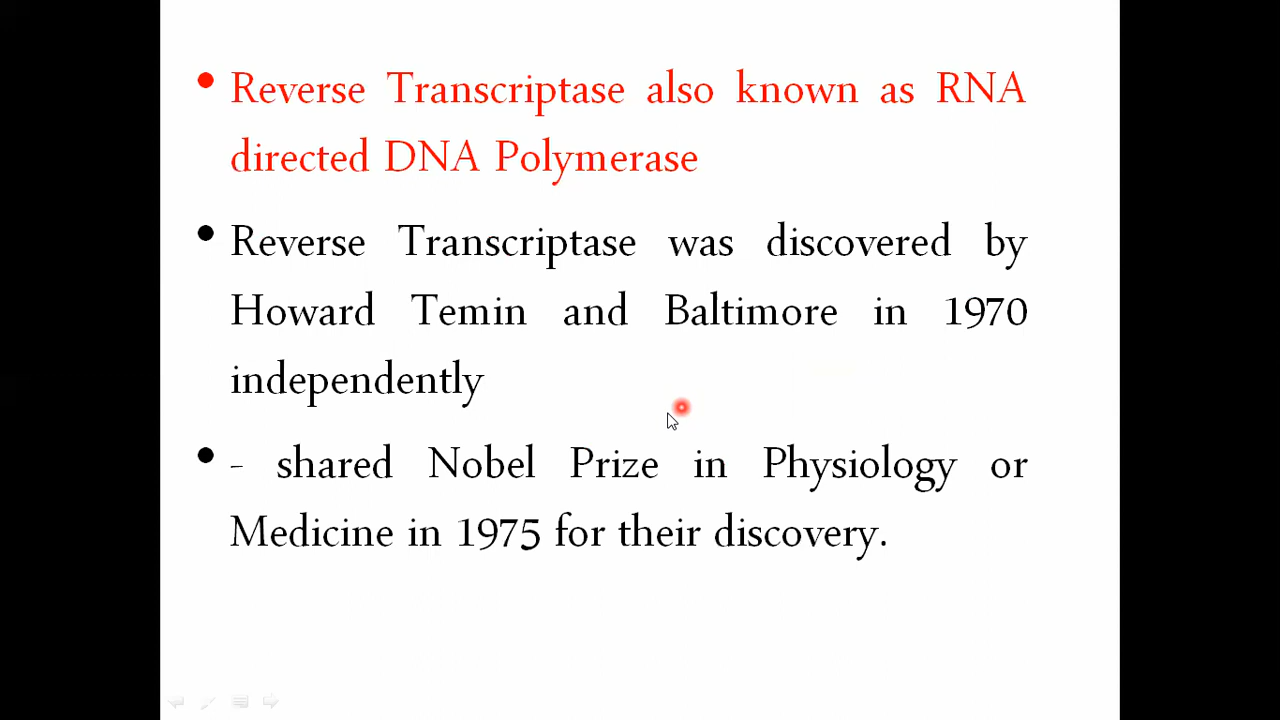 • Reverse Transcriptase also known as RNA
directed DNA Polymerase
• Reverse Transcriptase was discovered by
Howard Temin and Baltimore in 1970
independently
• - shared Nobel Prize in Physiology or
Medicine in 1975 for their discovery.